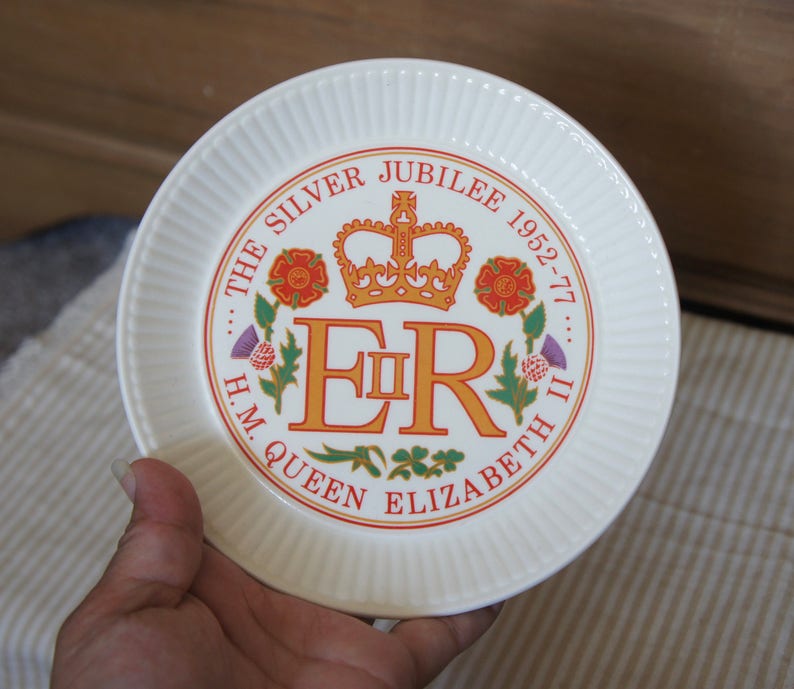 ... THE SILVER JUBILEE 1952-77 ...
EIIR
H.M. QUEEN ELIZABETH II